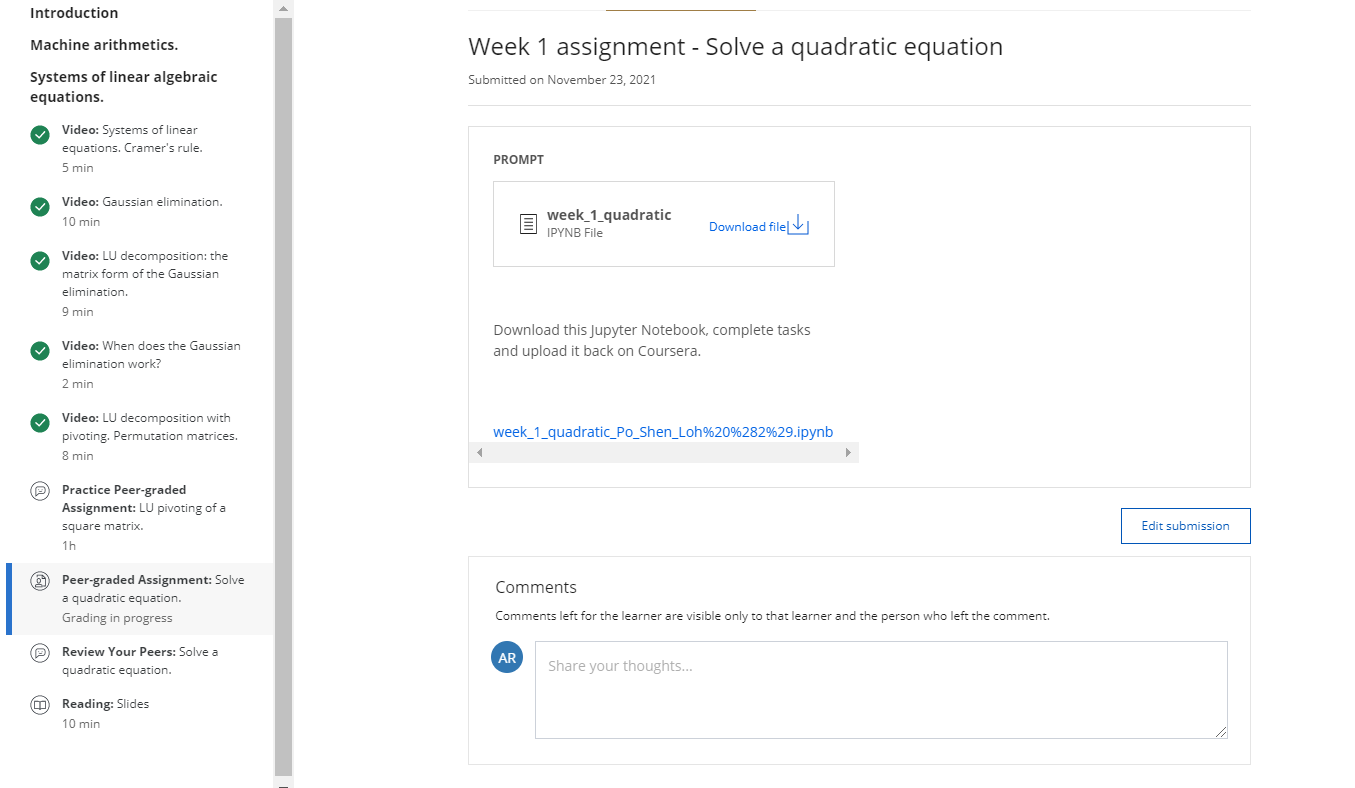 Introduction
Machine arithmetics.
Systems of linear algebraic
equations.
Video: Systems of linear
equations. Cramer's rule.
5 min
Video: Gaussian elimination.
10 min
Video: LU decomposition: the
matrix form of the Gaussian
elimination.
9 min
Video: When does the Gaussian
elimination work?
2 min
Video: LU decomposition with
pivoting. Permutation matrices.
8 min
Practice Peer-graded
Assignment: LU pivoting of a
square matrix.
1h
Peer-graded Assignment: Solve
a quadratic equation.
Grading in progress
Review Your Peers: Solve a
quadratic equation.
Reading: Slides
10 min
Week 1 assignment - Solve a quadratic equation
Submitted on November 23, 2021
PROMPT
week_1_quadratic
IPYNB File
Download file
Download this Jupyter Notebook, complete tasks
and upload it back on Coursera.
week_1_quadratic_Po_Shen_Loh%20%282%29.ipynb
Edit submission
Comments
Comments left for the learner are visible only to that learner and the person who left the comment.
AR
Share your thoughts...